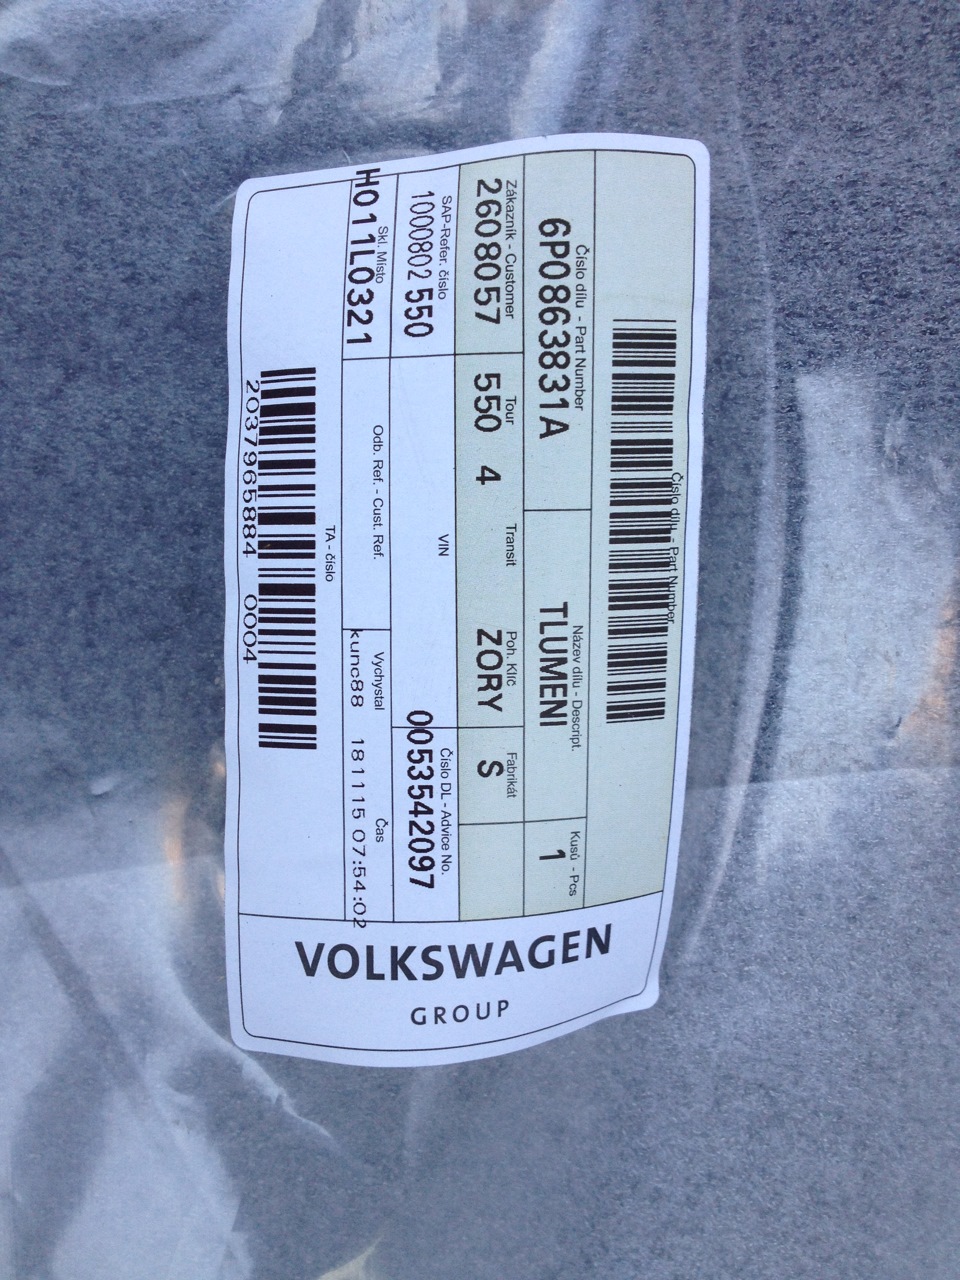 Číslo dílu - Part Number
Číslo dílu - Part Number
6P0863831A
Název dílu - Descript.
TLUMENI
Kusů - Pcs
1
Zákazník - Customer
2608057
Tour
550 4
Transit
Poh. Klíč
ZORY
Fabrikát
S
SAP-Refer. číslo
1000802 550
VIN
Číslo DL - Advice No.
0053542097
Skl. Místo
H011L0321
Odb. Ref. - Cust. Ref.
Vychystal
kunc88
Čas
181115 07:54:02
TA - číslo
2037965884 0004
VOLKSWAGEN
GROUP